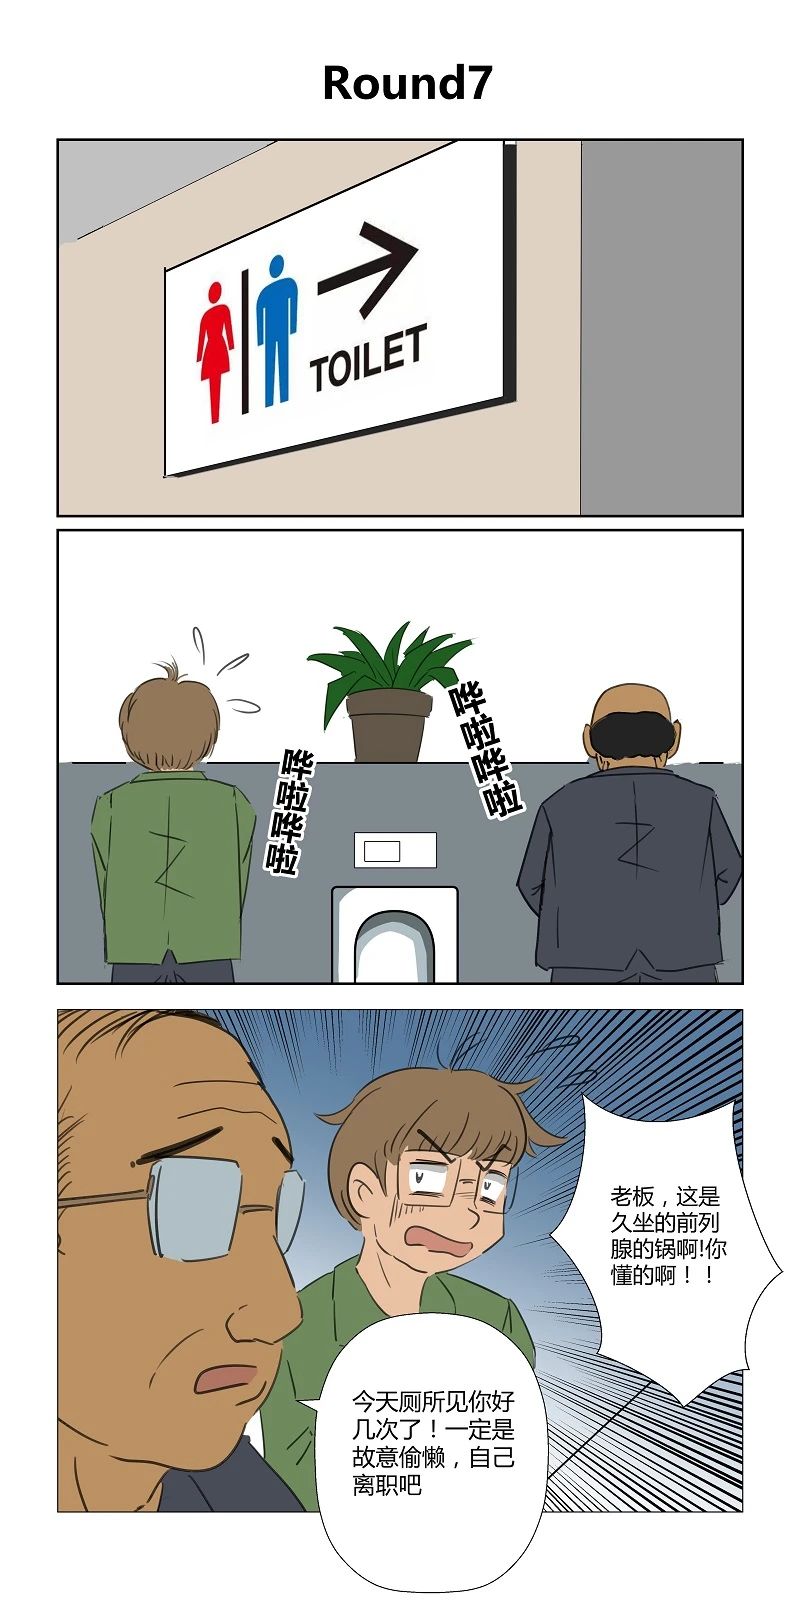 Round7
TOILET
哗啦哗啦
哗啦哗啦
老板，这是
久坐的前列
腺的锅啊!你
懂的啊！！
今天厕所见你好
几次了！一定是
故意偷懒，自己
离职吧